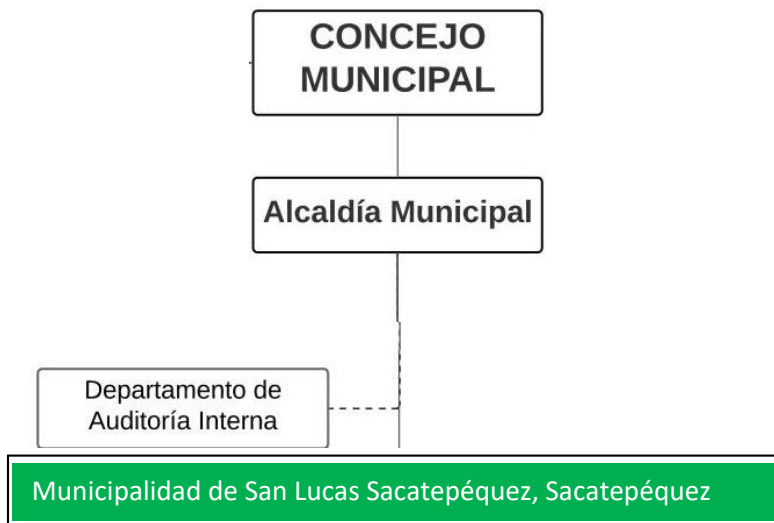 CONCEJO
MUNICIPAL
Alcaldía Municipal
Departamento de
Auditoría Interna
Municipalidad de San Lucas Sacatepéquez, Sacatepéquez